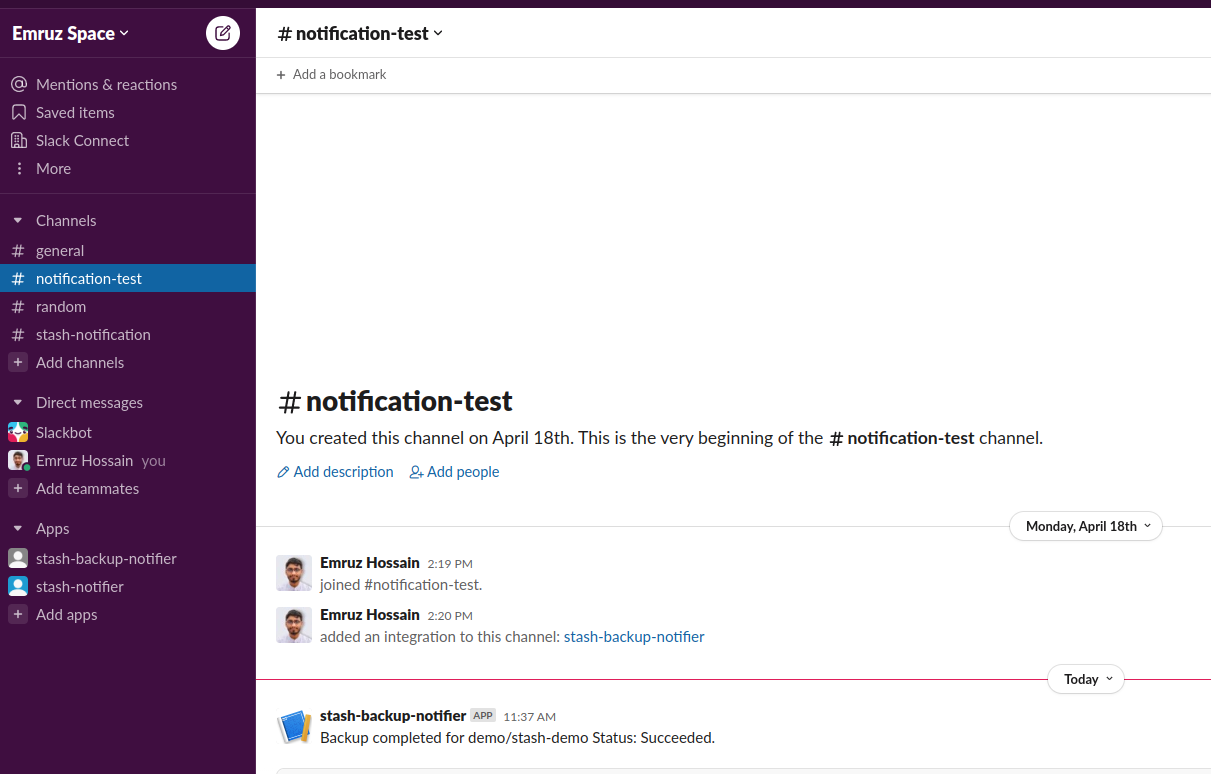 Emruz Space
Mentions & reactions
Saved items
Slack Connect
More
Channels
# general
# notification-test
# random
# stash-notification
+ Add channels
Direct messages
Slackbot
Emruz Hossain you
+ Add teammates
Apps
stash-backup-notifier
stash-notifier
+ Add apps
# notification-test
+ Add a bookmark
# notification-test
You created this channel on April 18th. This is the very beginning of the # notification-test channel.
Add description Add people
Monday, April 18th
Emruz Hossain 2:19 PM
joined #notification-test.
Emruz Hossain 2:20 PM
added an integration to this channel: stash-backup-notifier
Today
stash-backup-notifier APP 11:37 AM
Backup completed for demo/stash-demo Status: Succeeded.